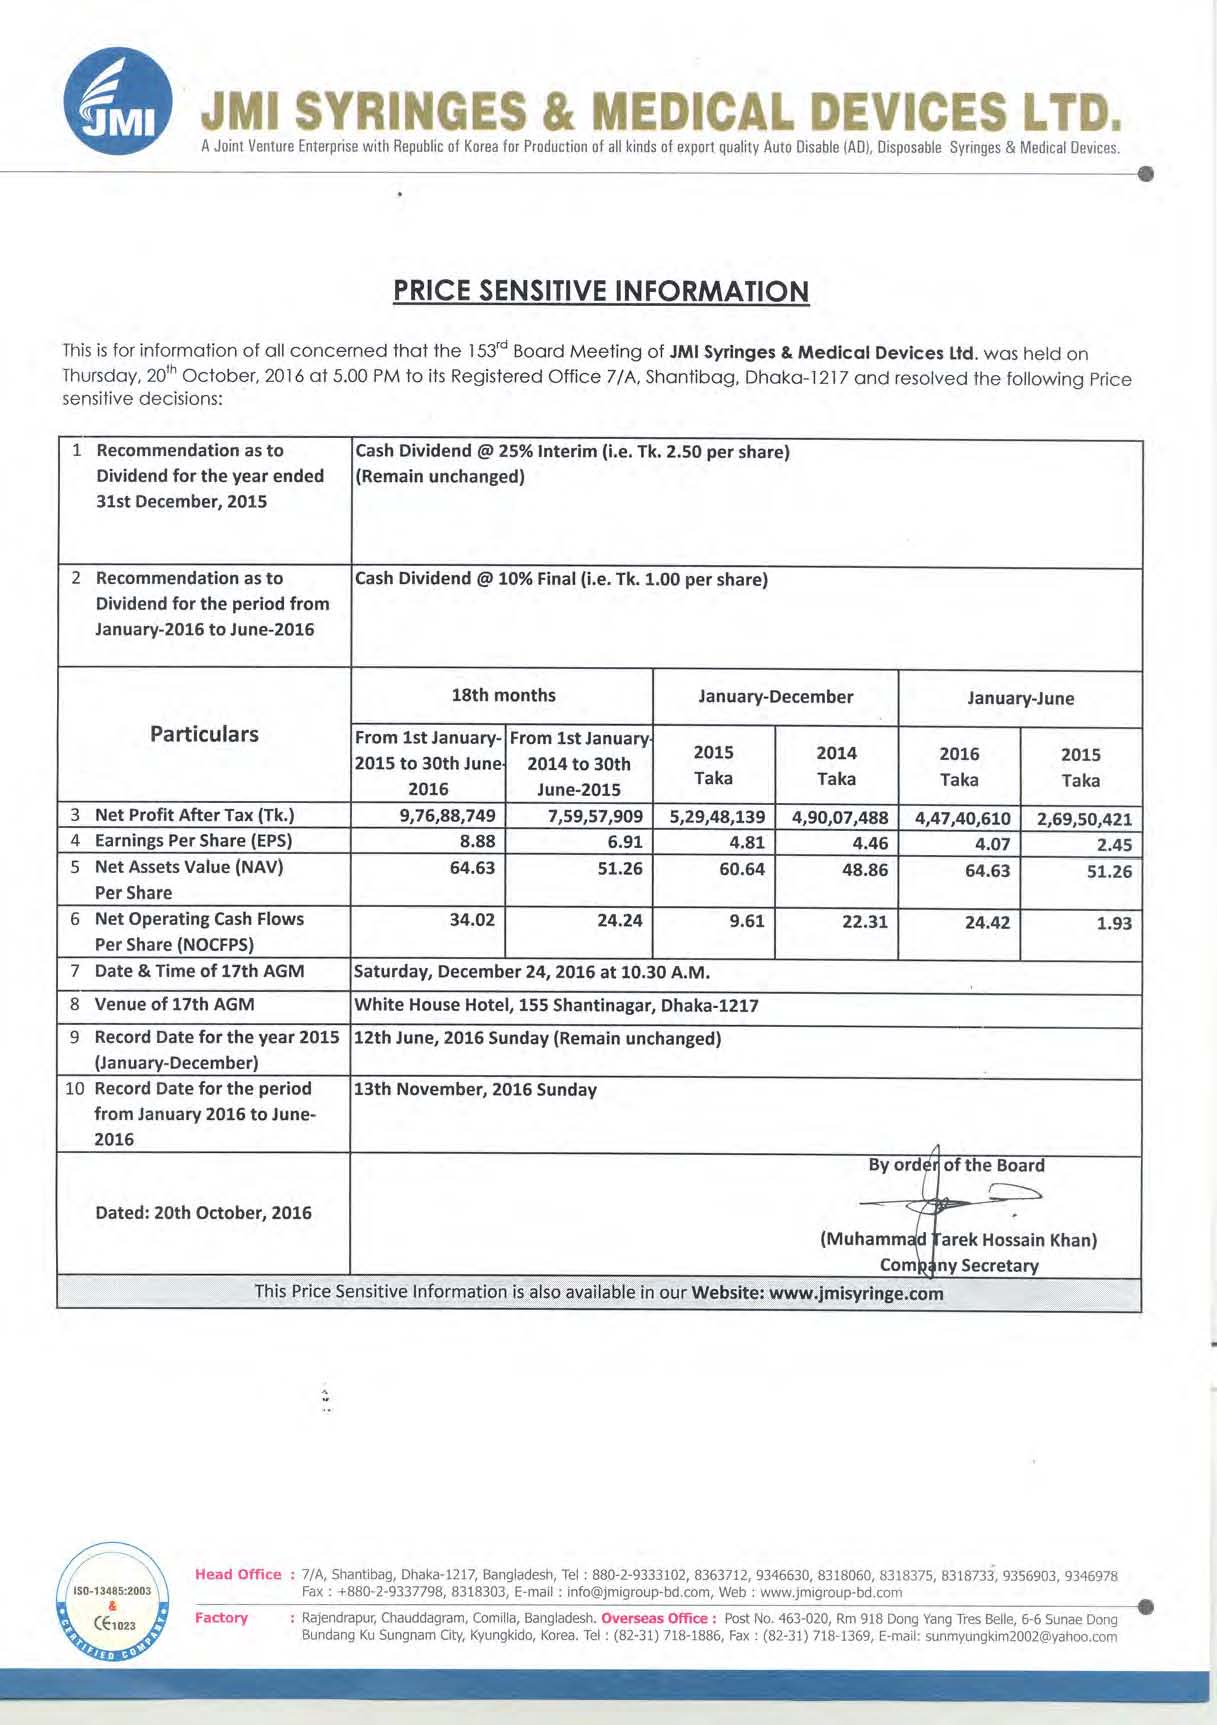 JMI
JMI SYRINGES & MEDICAL DEVICES LTD.
A Joint Venture Enterprise with Republic of Korea for Production of all kinds of export quality Auto Disable (AD), Disposable Syringes & Medical Devices.
PRICE SENSITIVE INFORMATION
This is for information of all concerned that the 153rd Board Meeting of JMI Syringes & Medical Devices Ltd. was held on
Thursday, 20th October, 2016 at 5.00 PM to its Registered Office 7/A, Shantibag, Dhaka-1217 and resolved the following Price
sensitive decisions:
1 Recommendation as to Cash Dividend @ 25% Interim (i.e. Tk. 2.50 per share)
Dividend for the year ended (Remain unchanged)
31st December, 2015
2 Recommendation as to Cash Dividend @ 10% Final (i.e. Tk. 1.00 per share)
Dividend for the period from
January-2016 to June-2016
Particulars
18th months January-December January-June
From 1st January- From 1st January- 2015 2014 2016 2015
2015 to 30th June- 2014 to 30th Taka Taka Taka Taka
2016 June-2015
3 Net Profit After Tax (Tk.) 9,76,88,749 7,59,57,909 5,29,48,139 4,90,07,488 4,47,40,610 2,69,50,421
4 Earnings Per Share (EPS) 8.88 6.91 4.81 4.46 4.07 2.45
5 Net Assets Value (NAV) 64.63 51.26 60.64 48.86 64.63 51.26
Per Share
6 Net Operating Cash Flows 34.02 24.24 9.61 22.31 24.42 1.93
Per Share (NOCFPS)
7 Date & Time of 17th AGM Saturday, December 24, 2016 at 10.30 A.M.
8 Venue of 17th AGM White House Hotel, 155 Shantinagar, Dhaka-1217
9 Record Date for the year 2015 12th June, 2016 Sunday (Remain unchanged)
(January-December)
10 Record Date for the period 13th November, 2016 Sunday
from January 2016 to June-
2016
By order of the Board
Dated: 20th October, 2016
(Muhammad Tarek Hossain Khan)
Company Secretary
This Price Sensitive Information is also available in our Website: www.jmisyringe.com
ISO-13485:2003
&
CE1023
CERTIFIED COMPANY
Head Office : 7/A, Shantibag, Dhaka-1217, Bangladesh, Tel : 880-2-9333102, 8363712, 9346630, 8318060, 8318375, 8318733, 9356903, 9346978
Fax : +880-2-9337798, 8318303, E-mail : info@jmigroup-bd.com, Web : www.jmigroup-bd.com
Factory : Rajendrapur, Chauddagram, Comilla, Bangladesh. Overseas Office : Post No. 463-020, Rm 918 Dong Yang Tres Belle, 6-6 Sunae Dong
Bundang Ku Sungnam City, Kyungkido, Korea. Tel : (82-31) 718-1886, Fax : (82-31) 718-1369, E-mail: sunmyungkim2002@yahoo.com